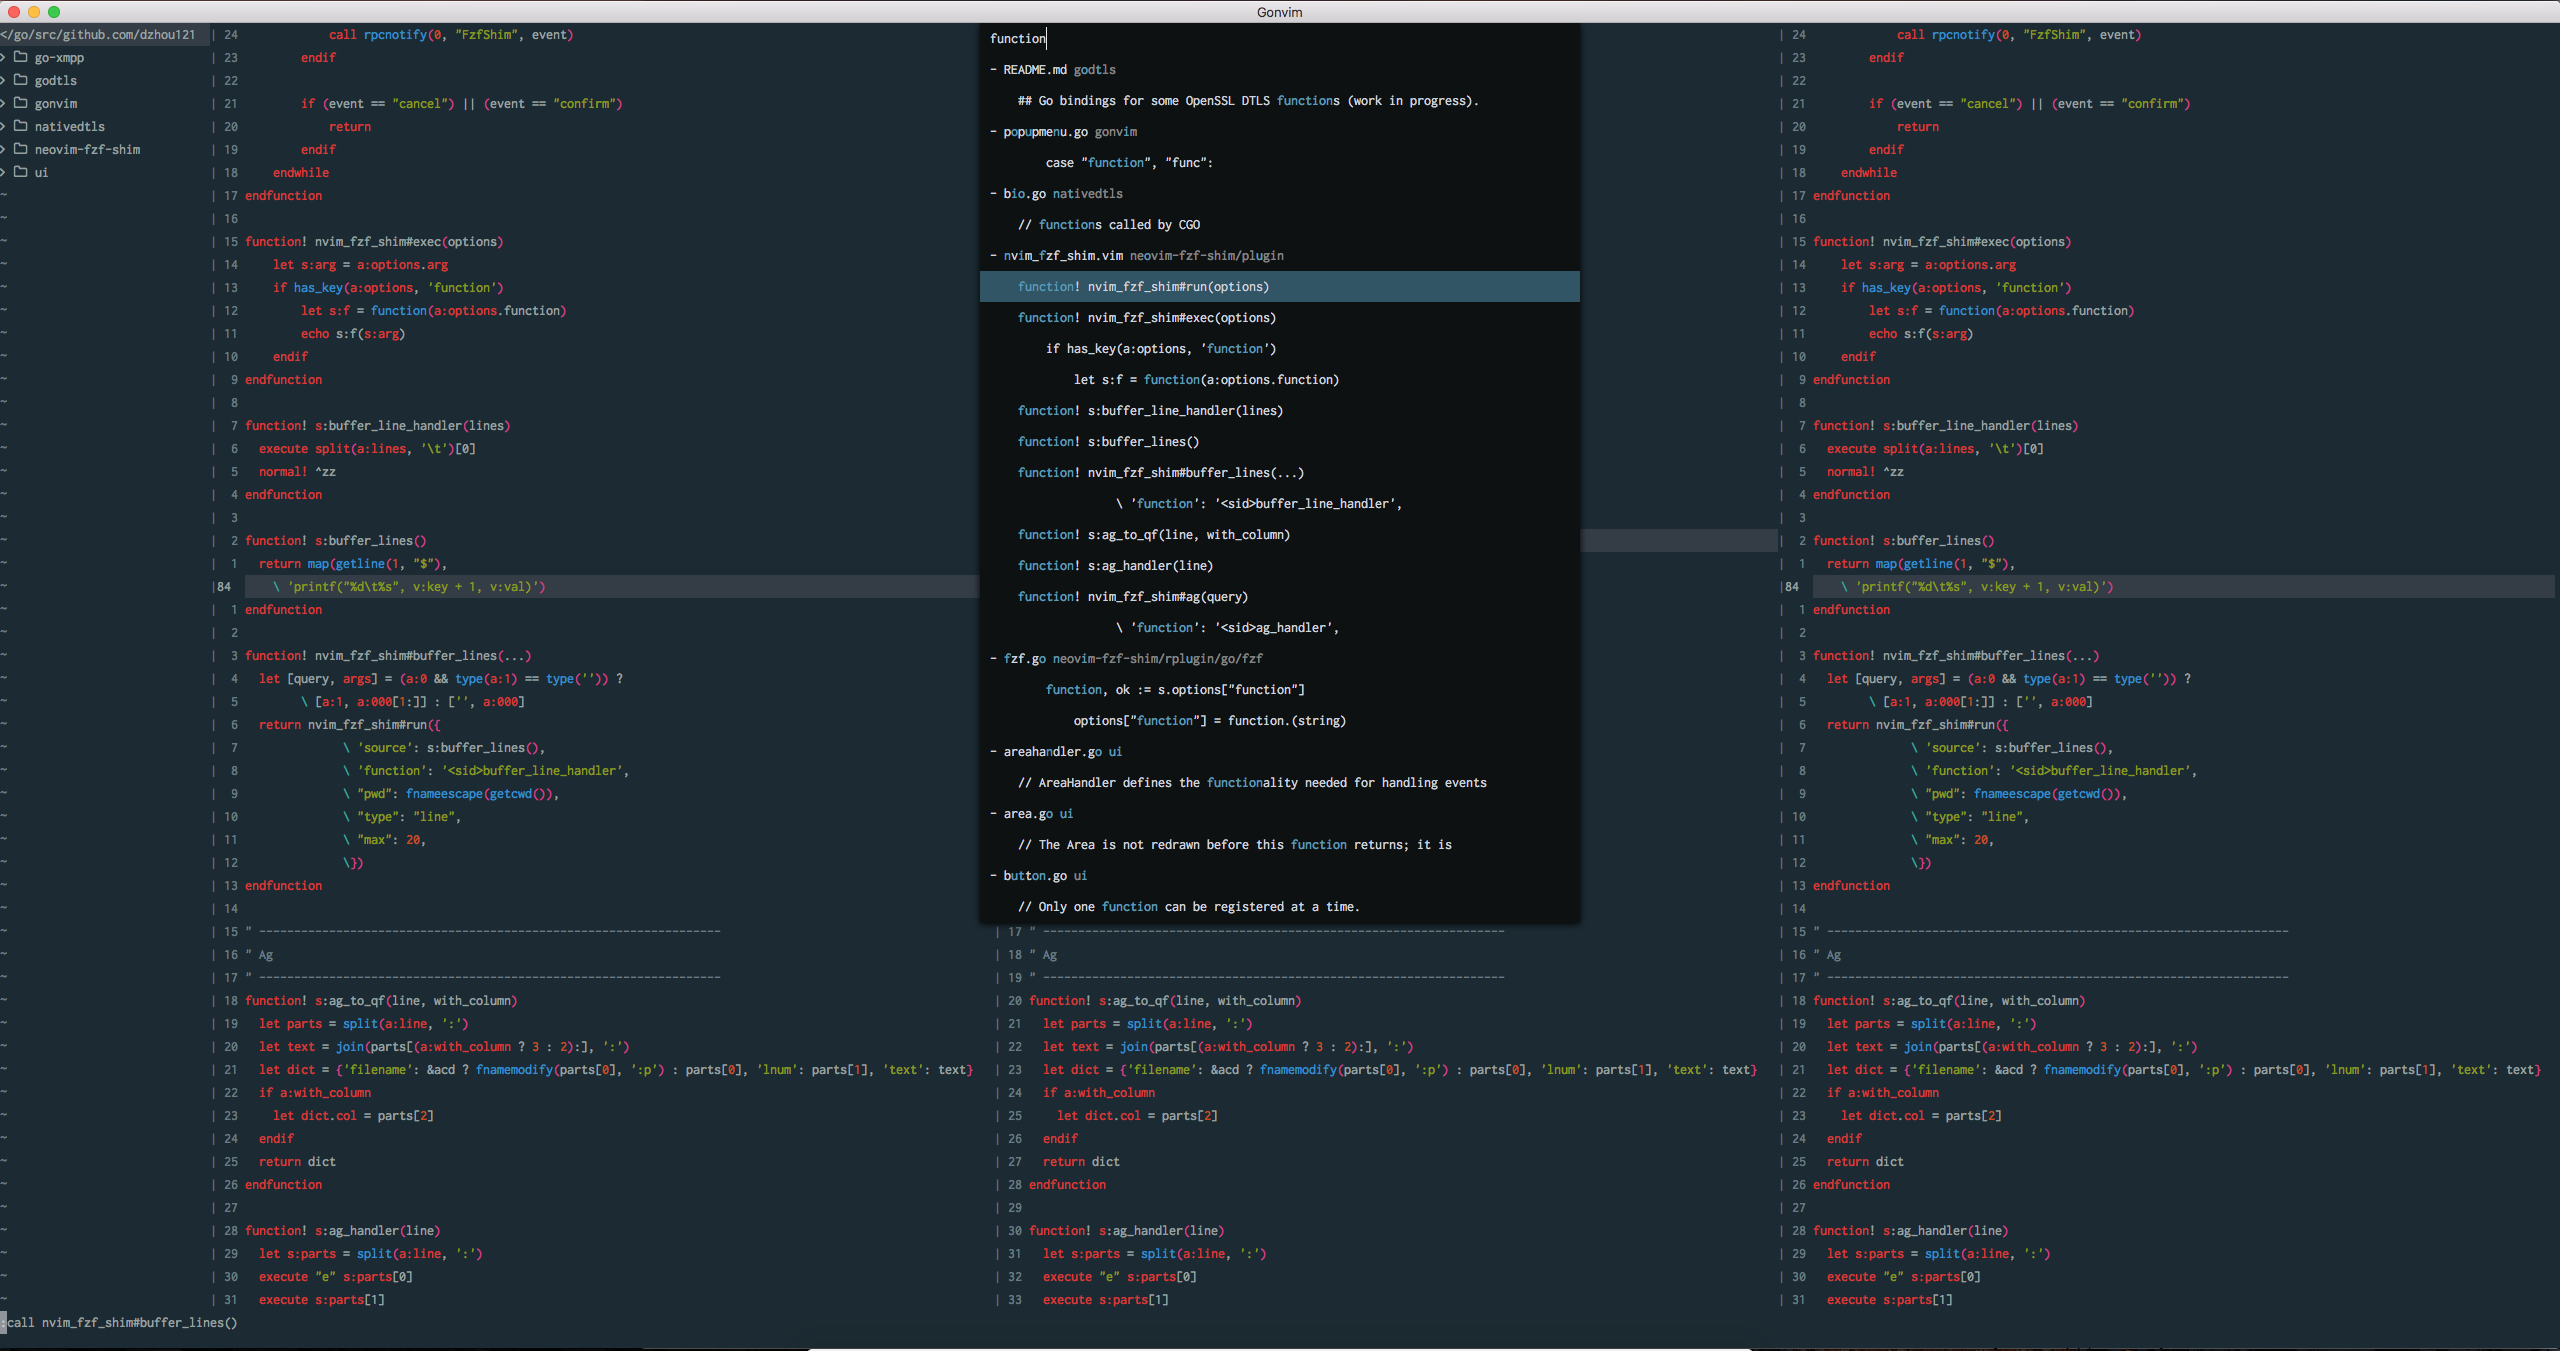 Gonvim
</go/src/github.com/dzhou121
> go-xmpp
> godtls
> gonvim
> nativedtls
> neovim-fzf-shim
> ui
~
| 24             call rpcnotify(0, "FzfShim", event)
| 23         endif
| 22
| 21         if (event == "cancel") || (event == "confirm")
| 20             return
| 19         endif
| 18     endwhile
| 17 endfunction
| 16
| 15 function! nvim_fzf_shim#exec(options)
| 14     let s:arg = a:options.arg
| 13     if has_key(a:options, 'function')
| 12         let s:f = function(a:options.function)
| 11         echo s:f(s:arg)
| 10     endif
|  9 endfunction
|  8
|  7 function! s:buffer_line_handler(lines)
|  6   execute split(a:lines, '\t')[0]
|  5   normal! ^zz
|  4 endfunction
|  3
|  2 function! s:buffer_lines()
|  1   return map(getline(1, "$"),
|84     \ 'printf("%d\t%s", v:key + 1, v:val)')
|  1 endfunction
|  2
|  3 function! nvim_fzf_shim#buffer_lines(...)
|  4   let [query, args] = (a:0 && type(a:1) == type('')) ?
|  5         \ [a:1, a:000[1:]] : ['', a:000]
|  6   return nvim_fzf_shim#run({
|  7               \ 'source': s:buffer_lines(),
|  8               \ 'function': '<sid>buffer_line_handler',
|  9               \ "pwd": fnameescape(getcwd()),
| 10               \ "type": "line",
| 11               \ "max": 20,
| 12               \})
| 13 endfunction
| 14
| 15 " ------------------------------------------------------------------
| 16 " Ag
| 17 " ------------------------------------------------------------------
| 18 function! s:ag_to_qf(line, with_column)
| 19   let parts = split(a:line, ':')
| 20   let text = join(parts[(a:with_column ? 3 : 2):], ':')
| 21   let dict = {'filename': &acd ? fnamemodify(parts[0], ':p') : parts[0], 'lnum': parts[1], 'text': text}
| 22   if a:with_column
| 23     let dict.col = parts[2]
| 24   endif
| 25   return dict
| 26 endfunction
| 27
| 28 function! s:ag_handler(line)
| 29   let s:parts = split(a:line, ':')
| 30   execute "e" s:parts[0]
| 31   execute s:parts[1]
function
- README.md godtls
    ## Go bindings for some OpenSSL DTLS functions (work in progress).
- popupmenu.go gonvim
        case "function", "func":
- bio.go nativedtls
    // functions called by CGO
- nvim_fzf_shim.vim neovim-fzf-shim/plugin
    function! nvim_fzf_shim#run(options)
    function! nvim_fzf_shim#exec(options)
        if has_key(a:options, 'function')
            let s:f = function(a:options.function)
    function! s:buffer_line_handler(lines)
    function! s:buffer_lines()
    function! nvim_fzf_shim#buffer_lines(...)
                  \ 'function': '<sid>buffer_line_handler',
    function! s:ag_to_qf(line, with_column)
    function! s:ag_handler(line)
    function! nvim_fzf_shim#ag(query)
                  \ 'function': '<sid>ag_handler',
- fzf.go neovim-fzf-shim/rplugin/go/fzf
        function, ok := s.options["function"]
            options["function"] = function.(string)
- areahandler.go ui
    // AreaHandler defines the functionality needed for handling events
- area.go ui
    // The Area is not redrawn before this function returns; it is
- button.go ui
    // Only one function can be registered at a time.
| 17 " ------------------------------------------------------------------
| 18 " Ag
| 19 " ------------------------------------------------------------------
| 20 function! s:ag_to_qf(line, with_column)
| 21   let parts = split(a:line, ':')
| 22   let text = join(parts[(a:with_column ? 3 : 2):], ':')
| 23   let dict = {'filename': &acd ? fnamemodify(parts[0], ':p') : parts[0], 'lnum': parts[1], 'text': text}
| 24   if a:with_column
| 25     let dict.col = parts[2]
| 26   endif
| 27   return dict
| 28 endfunction
| 29
| 30 function! s:ag_handler(line)
| 31   let s:parts = split(a:line, ':')
| 32   execute "e" s:parts[0]
| 33   execute s:parts[1]
| 24             call rpcnotify(0, "FzfShim", event)
| 23         endif
| 22
| 21         if (event == "cancel") || (event == "confirm")
| 20             return
| 19         endif
| 18     endwhile
| 17 endfunction
| 16
| 15 function! nvim_fzf_shim#exec(options)
| 14     let s:arg = a:options.arg
| 13     if has_key(a:options, 'function')
| 12         let s:f = function(a:options.function)
| 11         echo s:f(s:arg)
| 10     endif
|  9 endfunction
|  8
|  7 function! s:buffer_line_handler(lines)
|  6   execute split(a:lines, '\t')[0]
|  5   normal! ^zz
|  4 endfunction
|  3
|  2 function! s:buffer_lines()
|  1   return map(getline(1, "$"),
|84     \ 'printf("%d\t%s", v:key + 1, v:val)')
|  1 endfunction
|  2
|  3 function! nvim_fzf_shim#buffer_lines(...)
|  4   let [query, args] = (a:0 && type(a:1) == type('')) ?
|  5         \ [a:1, a:000[1:]] : ['', a:000]
|  6   return nvim_fzf_shim#run({
|  7               \ 'source': s:buffer_lines(),
|  8               \ 'function': '<sid>buffer_line_handler',
|  9               \ "pwd": fnameescape(getcwd()),
| 10               \ "type": "line",
| 11               \ "max": 20,
| 12               \})
| 13 endfunction
| 14
| 15 " ------------------------------------------------------------------
| 16 " Ag
| 17 " ------------------------------------------------------------------
| 18 function! s:ag_to_qf(line, with_column)
| 19   let parts = split(a:line, ':')
| 20   let text = join(parts[(a:with_column ? 3 : 2):], ':')
| 21   let dict = {'filename': &acd ? fnamemodify(parts[0], ':p') : parts[0], 'lnum': parts[1], 'text': text}
| 22   if a:with_column
| 23     let dict.col = parts[2]
| 24   endif
| 25   return dict
| 26 endfunction
| 27
| 28 function! s:ag_handler(line)
| 29   let s:parts = split(a:line, ':')
| 30   execute "e" s:parts[0]
| 31   execute s:parts[1]
:call nvim_fzf_shim#buffer_lines()